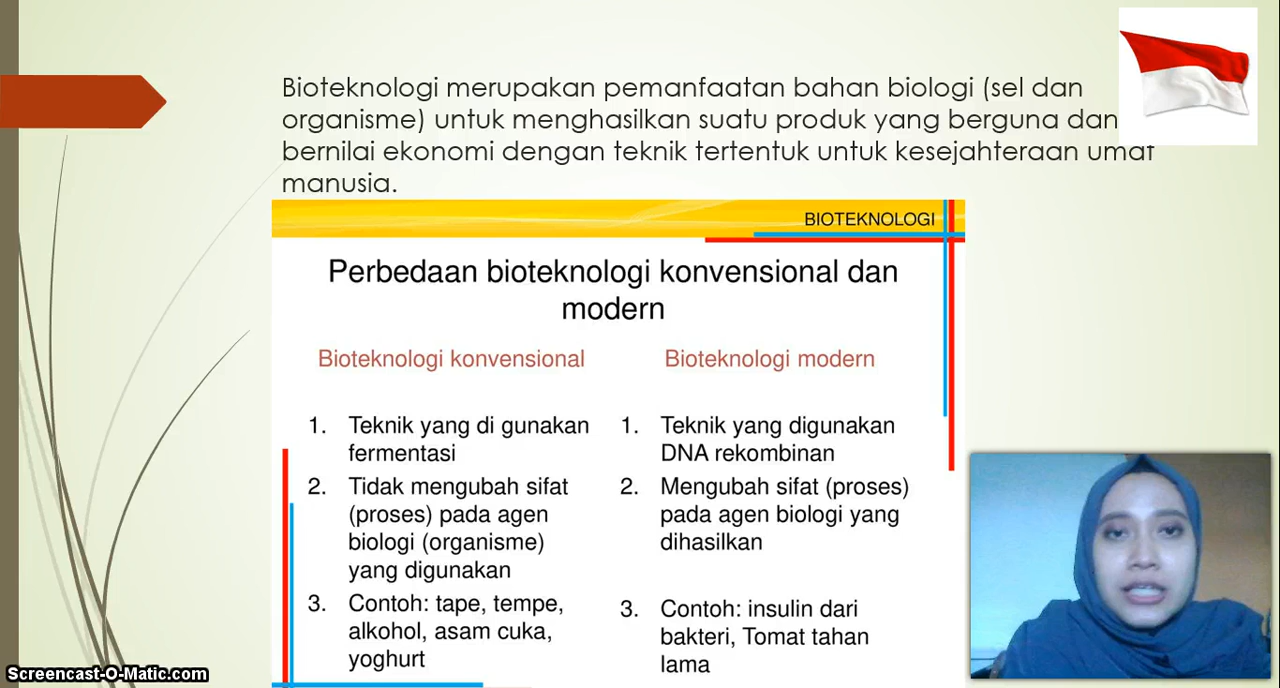 Bioteknologi merupakan pemanfaatan bahan biologi (sel dan
organisme) untuk menghasilkan suatu produk yang berguna dan
bernilai ekonomi dengan teknik tertentuk untuk kesejahteraan umat
manusia.
BIOTEKNOLOGI
Perbedaan bioteknologi konvensional dan
modern
Bioteknologi konvensional
1. Teknik yang di gunakan
fermentasi
2. Tidak mengubah sifat
(proses) pada agen
biologi (organisme)
yang digunakan
3. Contoh: tape, tempe,
alkohol, asam cuka,
yoghurt
Bioteknologi modern
1. Teknik yang digunakan
DNA rekombinan
2. Mengubah sifat (proses)
pada agen biologi yang
dihasilkan
3. Contoh: insulin dari
bakteri, Tomat tahan
lama
Screencast-O-Matic.com